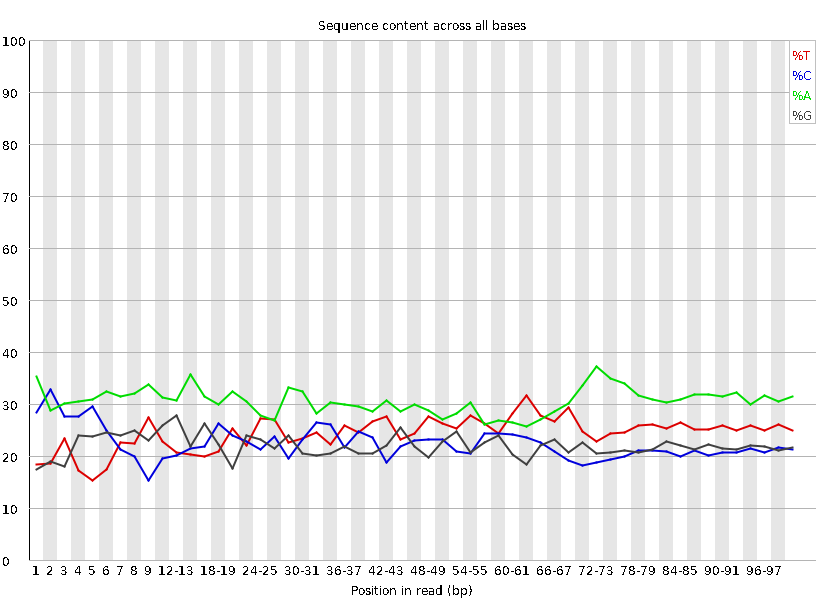 Sequence content across all bases
100
90
80
70
60
50
40
30
20
10
0
%T
%C
%A
%G
1 2 3 4 5 6 7 8 9 12-13 18-19 24-25 30-31 36-37 42-43 48-49 54-55 60-61 66-67 72-73 78-79 84-85 90-91 96-97
Position in read (bp)